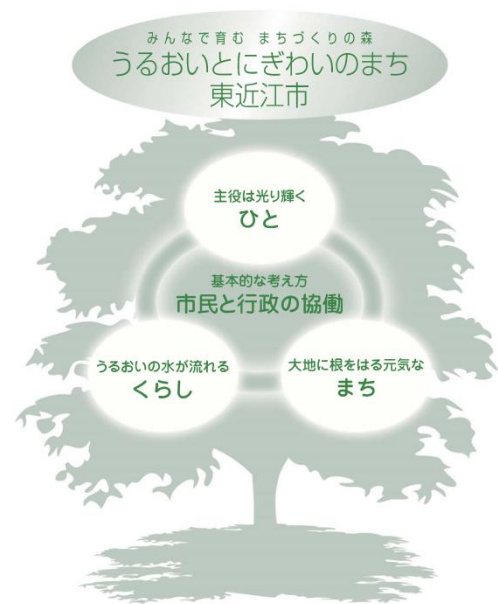 みんなで育む まちづくりの森
うるおいとにぎわいのまち
東近江市
主役は光り輝く
ひと
基本的な考え方
市民と行政の協働
うるおいの水が流れる
くらし
大地に根をはる元気な
まち